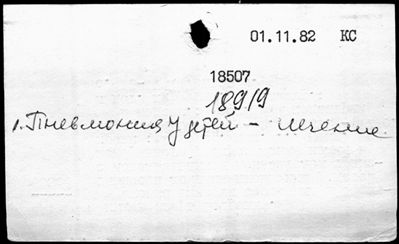 01.11.82 КС
18507
18919
1. Пневмония у детей – лечение.